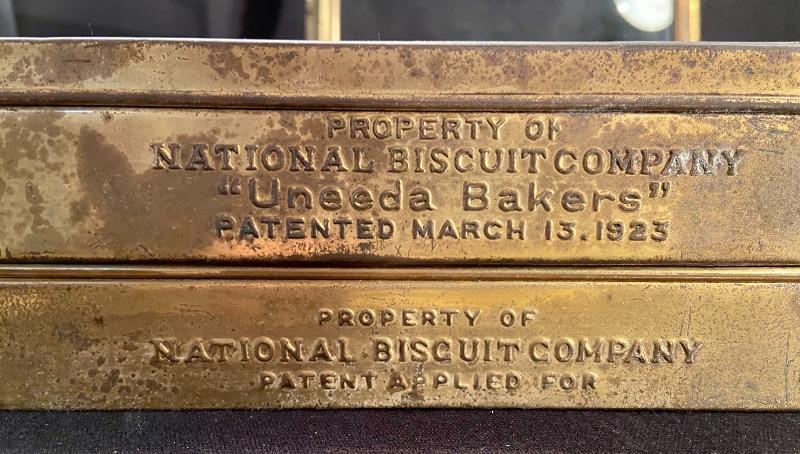 PROPERTY OF
NATIONAL BISCUIT COMPANY
"Uneeda Bakers"
PATENTED MARCH 13.1923
PROPERTY OF
NATIONAL BISCUIT COMPANY
PATENT APPLIED FOR